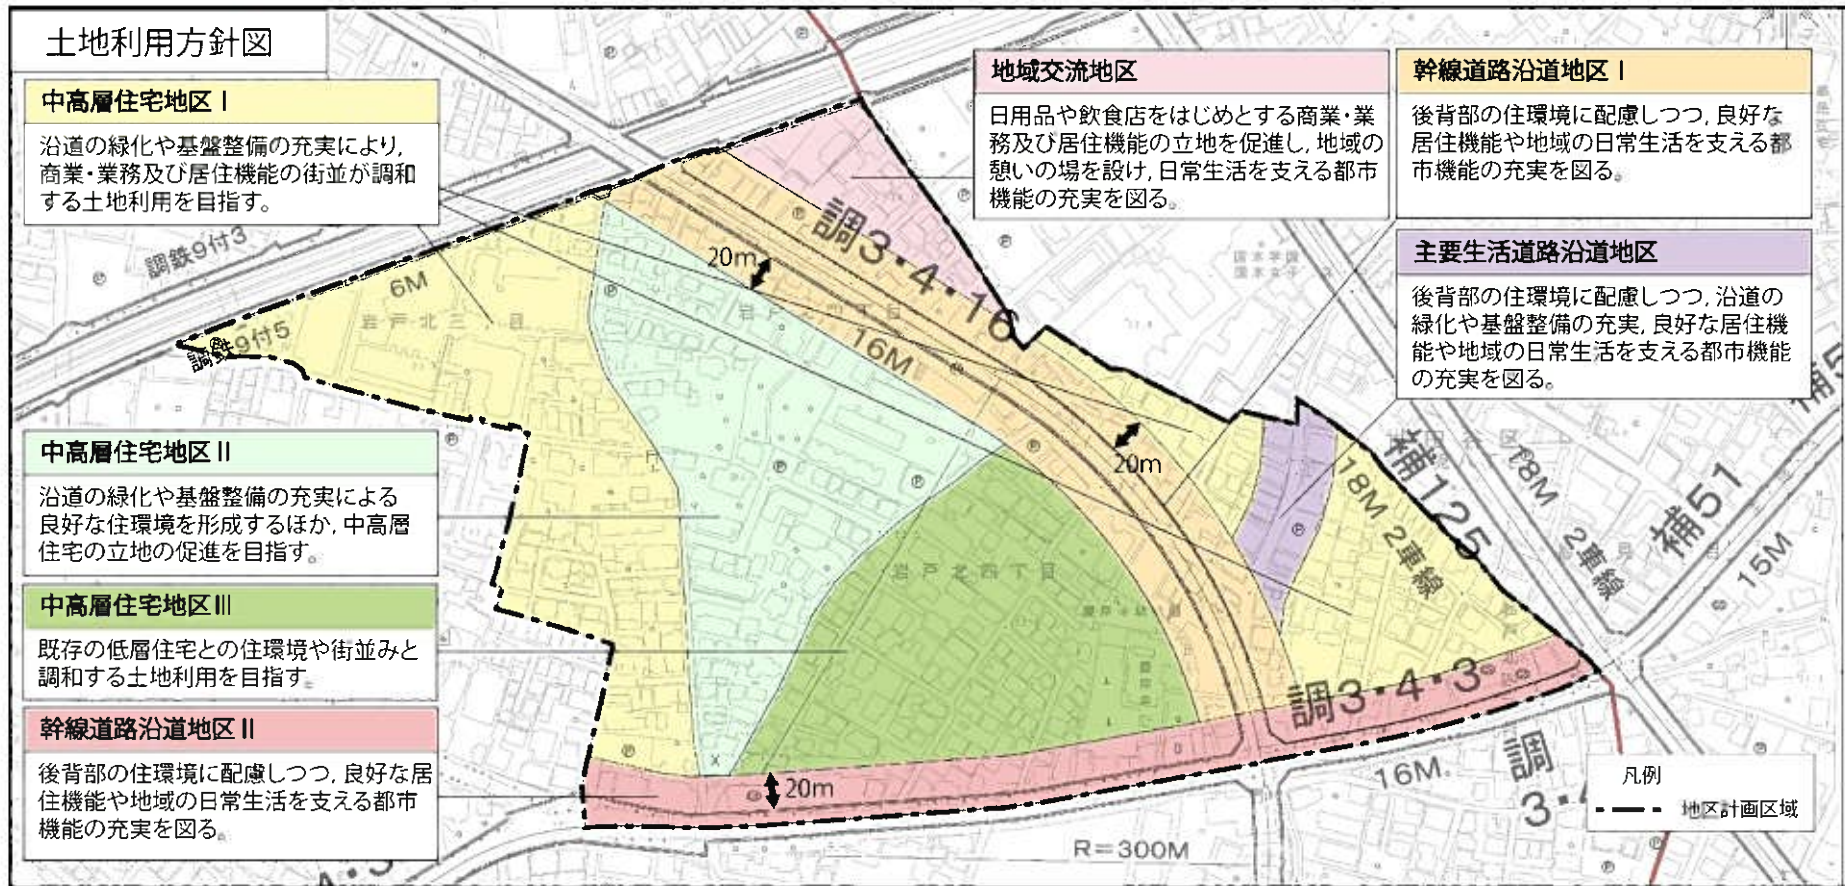 土地利用方針図
中高層住宅地区Ⅰ
沿道の緑化や基盤整備の充実により,
商業・業務及び居住機能の街並が調和
する土地利用を目指す。
地域交流地区
日用品や飲食店をはじめとする商業・業
務及び居住機能の立地を促進し, 地域の
憩いの場を設け, 日常生活を支える都市
機能の充実を図る。
幹線道路沿道地区Ⅰ
後背部の住環境に配慮しつつ, 良好な
居住機能や地域の日常生活を支える都
市機能の充実を図る。
主要生活道路沿道地区
後背部の住環境に配慮しつつ, 沿道の
緑化や基盤整備の充実, 良好な居住機
能や地域の日常生活を支える都市機能
の充実を図る。
中高層住宅地区Ⅱ
沿道の緑化や基盤整備の充実による
良好な住環境を形成するほか, 中高層
住宅の立地の促進を目指す。
中高層住宅地区Ⅲ
既存の低層住宅との住環境や街並みと
調和する土地利用を目指す。
幹線道路沿道地区Ⅱ
後背部の住環境に配慮しつつ, 良好な居
住機能や地域の日常生活を支える都市
機能の充実を図る。
調鉄9付3
6M
調鉄9付5
20m
調3・4・16
16M
20m
岩戸北四丁目
18M 2車線
補125
18M
2車線
補51
15M
調3・4・3
20m
16M
調
R=300M
凡例
地区計画区域